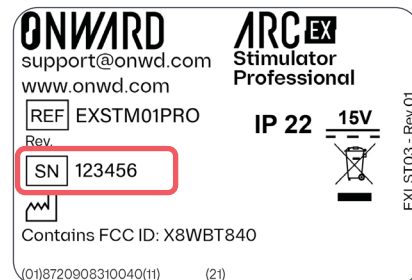 ONWARD
support@onwd.com
www.onwd.com
ARC EX
Stimulator
Professional
REF EXSTM01PRO
Rev.
IP 22
15V
SN 123456
Contains FCC ID: X8WBT840
(01)8720908310040(11) (21)
EXLST03 - Rev 01